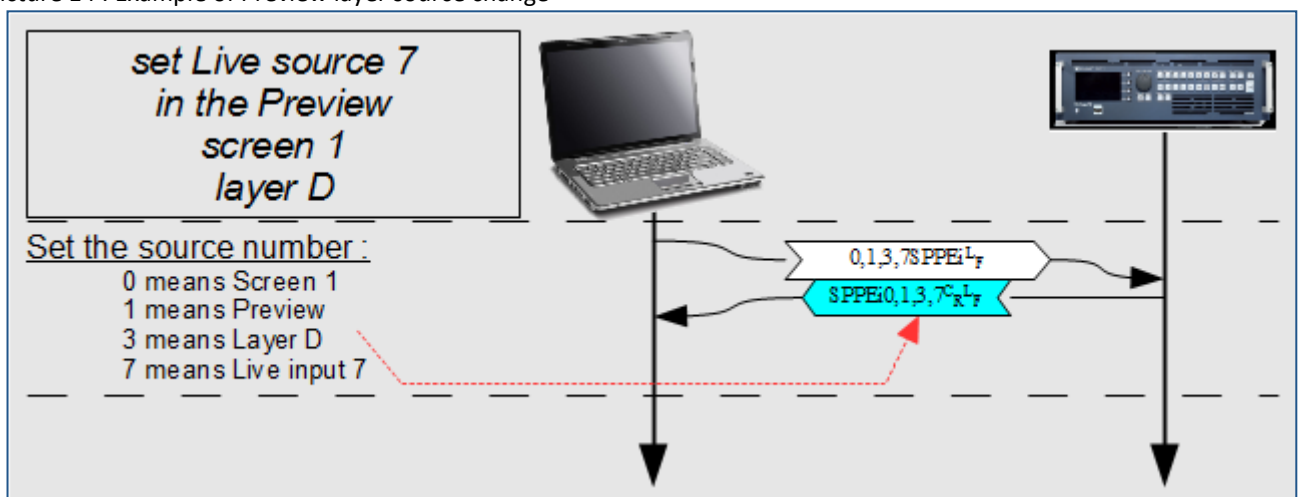 set Live source 7
in the Preview
screen 1
layer D
Set the source number :
0 means Screen 1
1 means Preview
3 means Layer D
7 means Live input 7
0,1,3,7SPPEiLF
SPPEi0,1,3,7CRLF